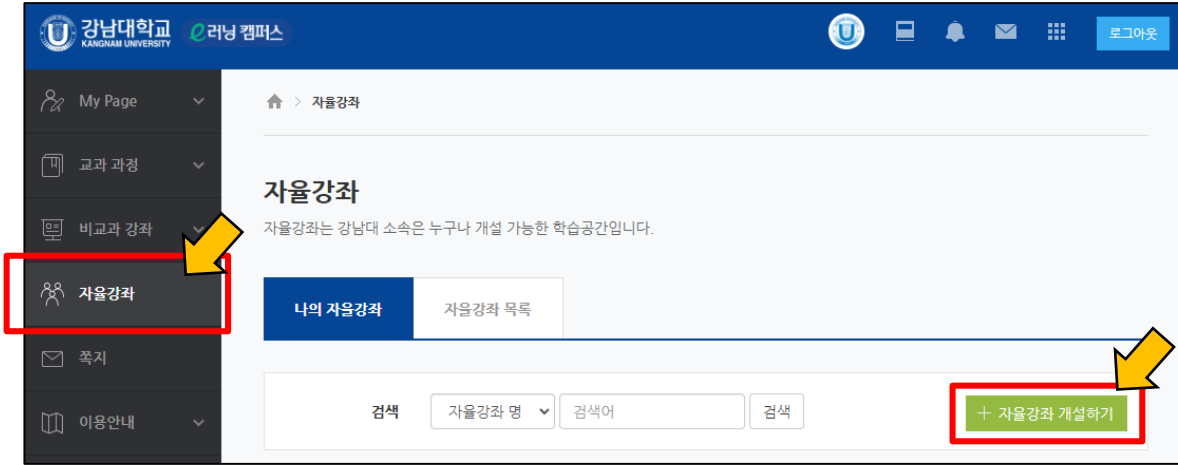 강남대학교
KANGNAM UNIVERSITY
e러닝 캠퍼스
로그아웃
My Page
교과 과정
비교과 강좌
자율강좌
쪽지
이용안내
> 자율강좌
자율강좌
자율강좌는 강남대 소속은 누구나 개설 가능한 학습공간입니다.
나의 자율강좌
자율강좌 목록
검색 자율강좌 명 검색어 검색
+ 자율강좌 개설하기